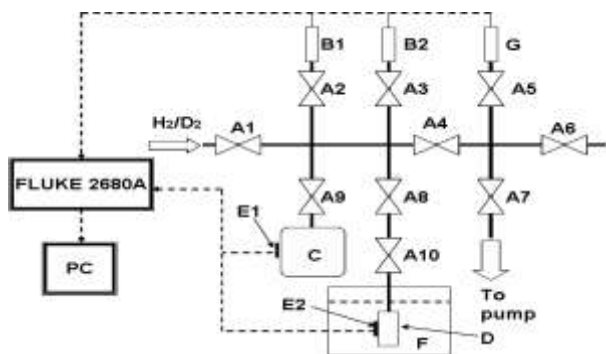 B1
B2
G
A2
A3
A5
H2/D2
A1
A4
A6
FLUKE 2680A
A9
A8
A7
E1
PC
C
A10
E2
To
pump
F
D